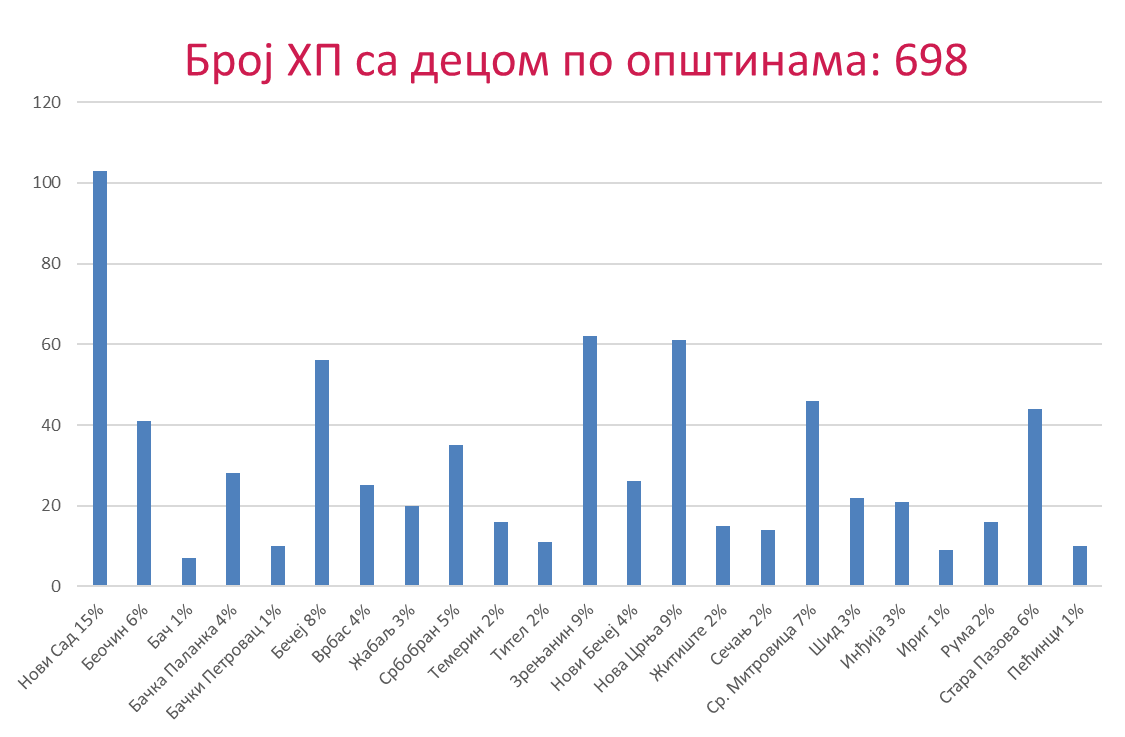 Број ХП са децом по општинама: 698
120
100
80
60
40
20
0
Нови Сад 15%
Беочин 6%
Бач 1%
Бачка Паланка 4%
Бачки Петровац 1%
Бечеј 8%
Врбас 4%
Жабаљ 3%
Србобран 5%
Темерин 2%
Тител 2%
Зрењанин 9%
Нови Бечеј 4%
Нова Црња 9%
Житиште 2%
Сечањ 2%
Ср. Митровица 7%
Шид 3%
Инђија 3%
Ириг 1%
Рума 2%
Стара Пазова 6%
Пећинци 1%